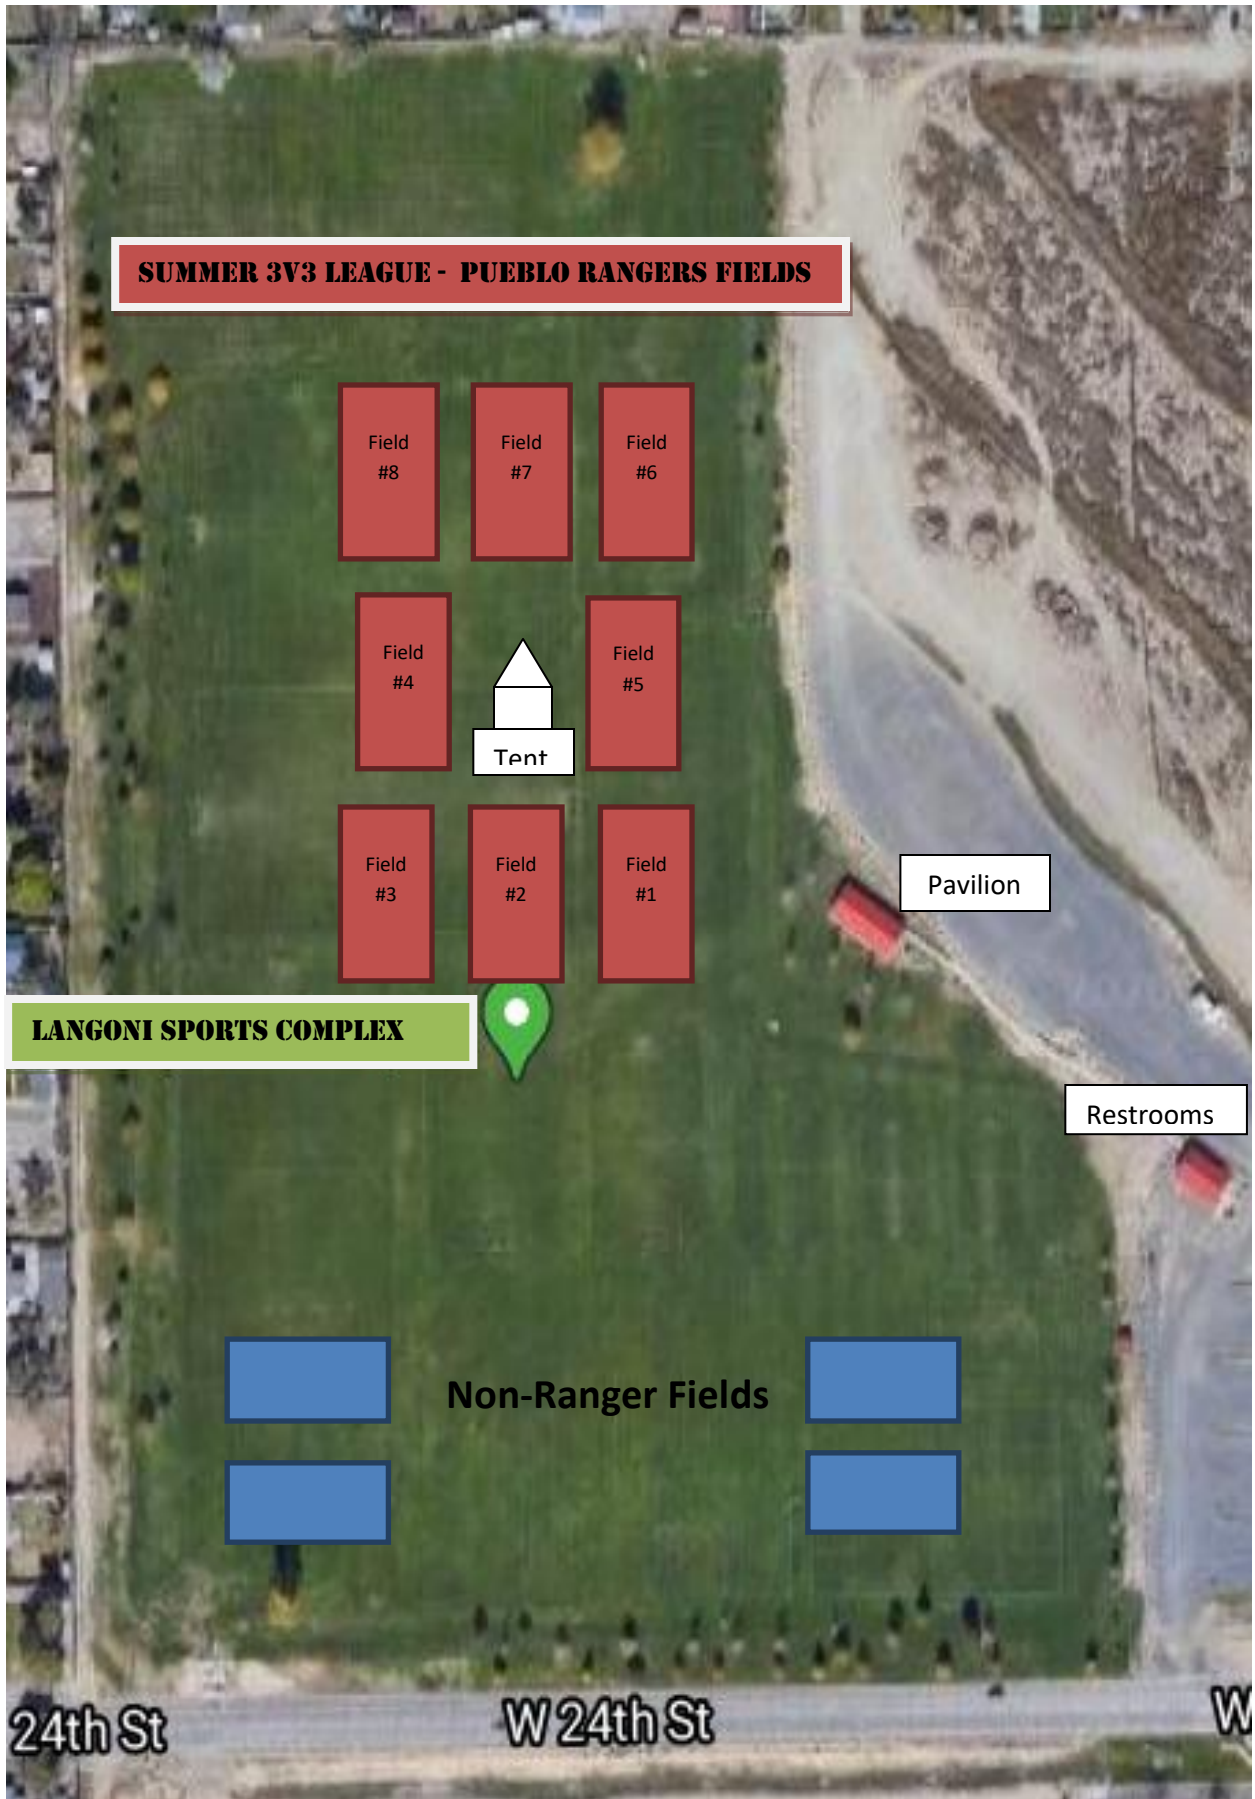 SUMMER 3V3 LEAGUE - PUEBLO RANGERS FIELDS
Field
#8
Field
#7
Field
#6
Field
#4
Field
#5
Tent
Field
#3
Field
#2
Field
#1
Pavilion
LANGONI SPORTS COMPLEX
Restrooms
Non-Ranger Fields
24th St
W 24th St
W